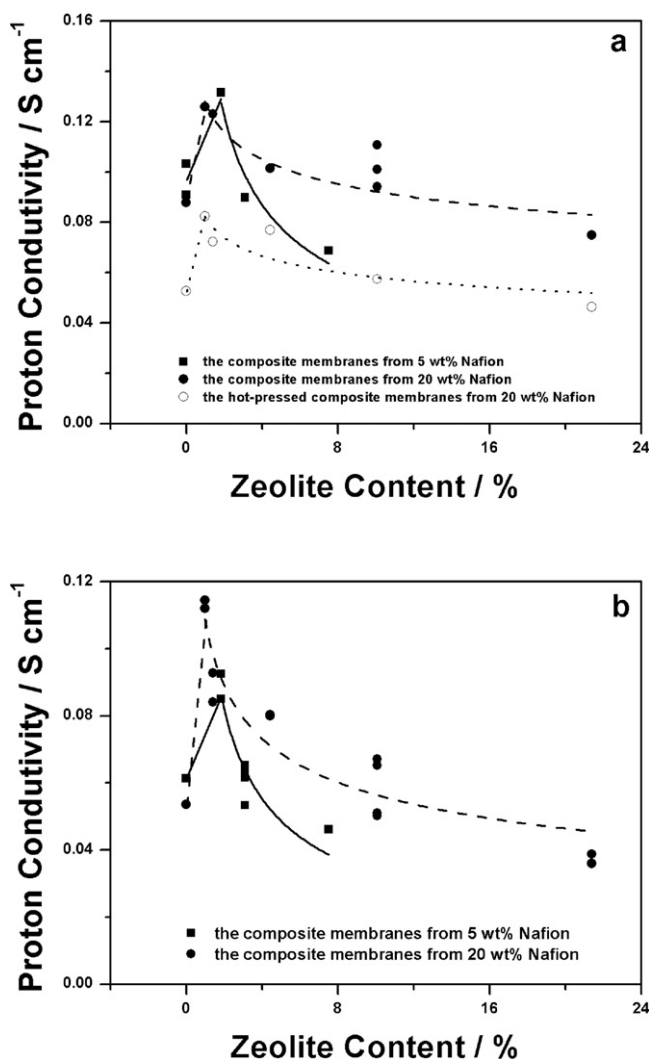 a
Proton Condutivity / S cm⁻¹
0.16
0.12
0.08
0.04
0.00
the composite membranes from 5 wt% Nafion
the composite membranes from 20 wt% Nafion
the hot-pressed composite membranes from 20 wt% Nafion
0 8 16 24
Zeolite Content / %
b
Proton Condutivity / S cm⁻¹
0.12
0.08
0.04
0.00
the composite membranes from 5 wt% Nafion
the composite membranes from 20 wt% Nafion
0 8 16 24
Zeolite Content / %